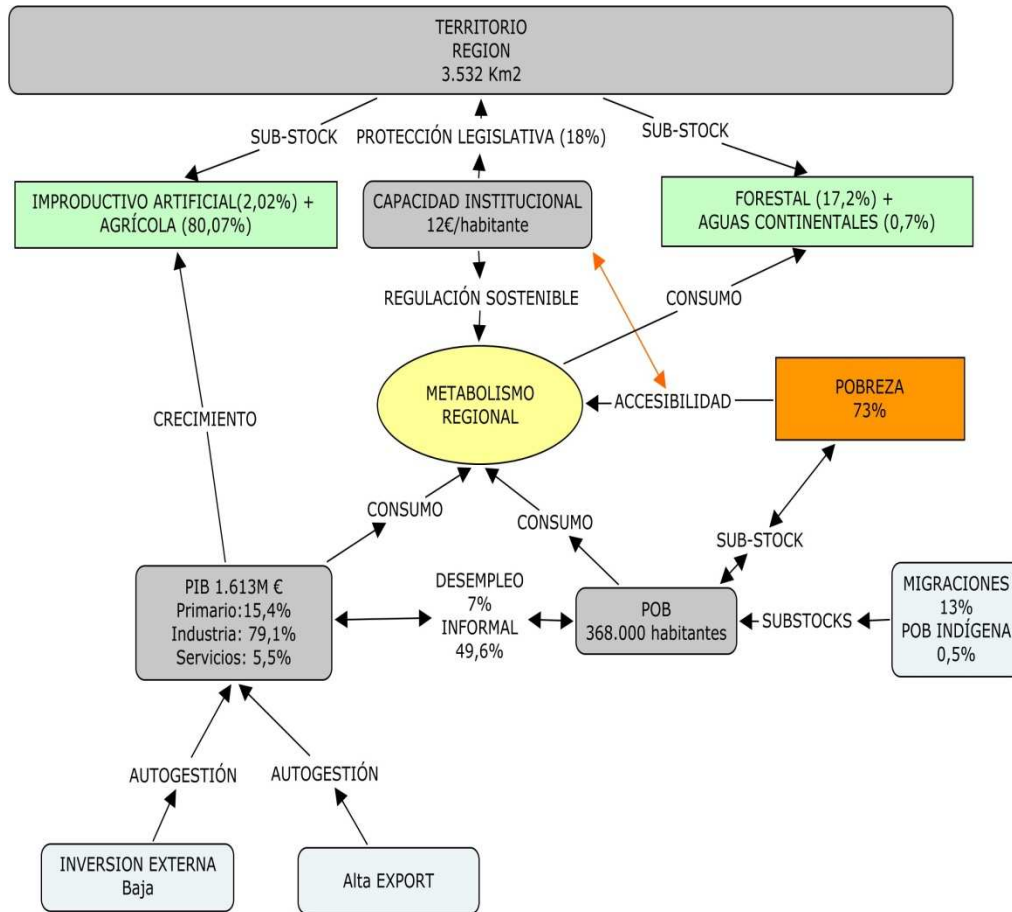 TERRITORIO
REGION
3.532 Km2
SUB-STOCK
PROTECCIÓN LEGISLATIVA (18%)
SUB-STOCK
IMPRODUCTIVO ARTIFICIAL(2,02%) +
AGRÍCOLA (80,07%)
CAPACIDAD INSTITUCIONAL
12€/habitante
FORESTAL (17,2%) +
AGUAS CONTINENTALES (0,7%)
REGULACIÓN SOSTENIBLE
CONSUMO
METABOLISMO
REGIONAL
ACCESIBILIDAD
POBREZA
73%
CRECIMIENTO
CONSUMO
CONSUMO
SUB-STOCK
PIB 1.613M €
Primario:15,4%
Industria: 79,1%
Servicios: 5,5%
DESEMPLEO
7%
INFORMAL
49,6%
POB
368.000 habitantes
SUBSTOCKS
MIGRACIONES
13%
POB INDÍGENA
0,5%
AUTOGESTIÓN
AUTOGESTIÓN
INVERSION EXTERNA
Baja
Alta EXPORT